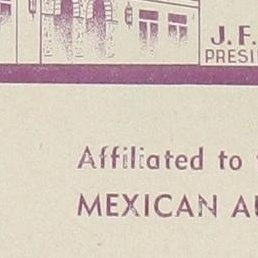 J. F.
PRESI
Affiliated to
MEXICAN A